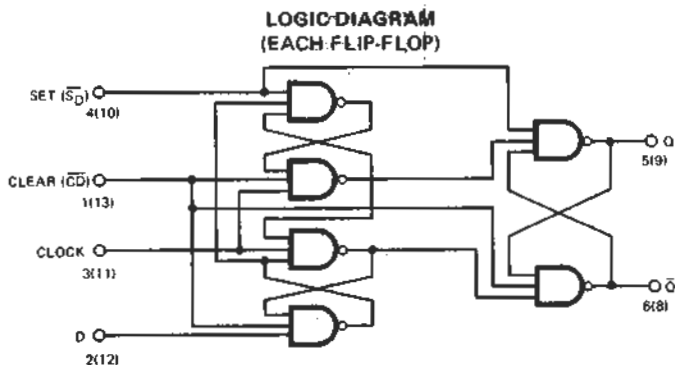 LOGIC DIAGRAM
(EACH FLIP-FLOP)
SET (S̅D̅)
4(10)
Q
5(9)
CLEAR (C̅D̅)
1(13)
CLOCK
3(11)
Q̅
6(8)
D
2(12)